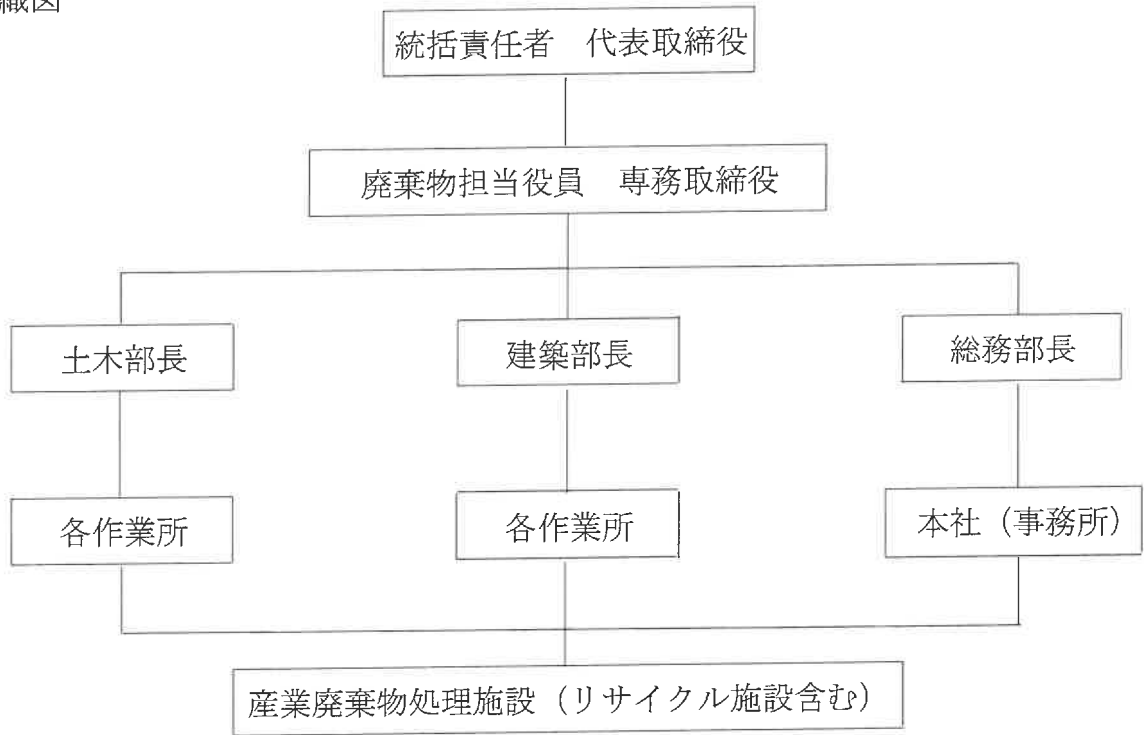 織図
統括責任者　代表取締役
廃棄物担当役員　専務取締役
土木部長
建築部長
総務部長
各作業所
各作業所
本社（事務所）
産業廃棄物処理施設（リサイクル施設含む）